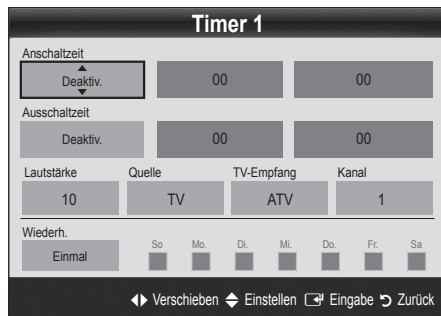 Timer 1
Anschaltzeit
Deaktiv. 00 00
Ausschaltzeit
Deaktiv. 00 00
Lautstärke Quelle TV-Empfang Kanal
10 TV ATV 1
Wiederh.
So Mo. Di. Mi. Do. Fr. Sa
Einmal
Verschieben Einstellen Eingabe Zurück